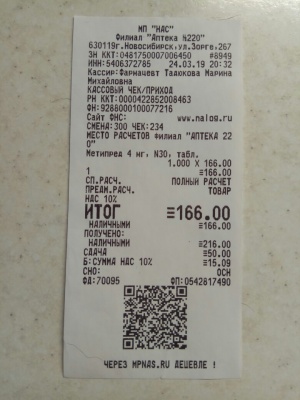 МП "НАС"
Филиал "Аптека №220"
630119г.Новосибирск,ул.Зорге,267
ЗН ККТ:0481750007006450 #8949
ИНН:5406372785 24.03.19 20:32
Кассир:Фармацевт Тадюкова Марина
Михайловна
КАССОВЫЙ ЧЕК/ПРИХОД
РН ККТ:0000422852008463
ФН:9288000100077216
Сайт ФНС: www.nalog.ru
СМЕНА:300 ЧЕК:234
МЕСТО РАСЧЕТОВ Филиал "АПТЕКА 22
0"
Метипред 4 мг, N30, табл.
1.000 X 166.00
1 ≡166.00
СП.РАСЧ. ПОЛНЫЙ РАСЧЕТ
ПРЕДМ.РАСЧ. ТОВАР
НДС 10%
ИТОГ ≡166.00
НАЛИЧНЫМИ ≡166.00
ПОЛУЧЕНО:
НАЛИЧНЫМИ ≡216.00
СДАЧА ≡50.00
Б:СУММА НДС 10% ≡15.09
СНО: ОСН
ФД:70095 ФП:0542817490
ЧЕРЕЗ MPNAS.RU ДЕШЕВЛЕ !